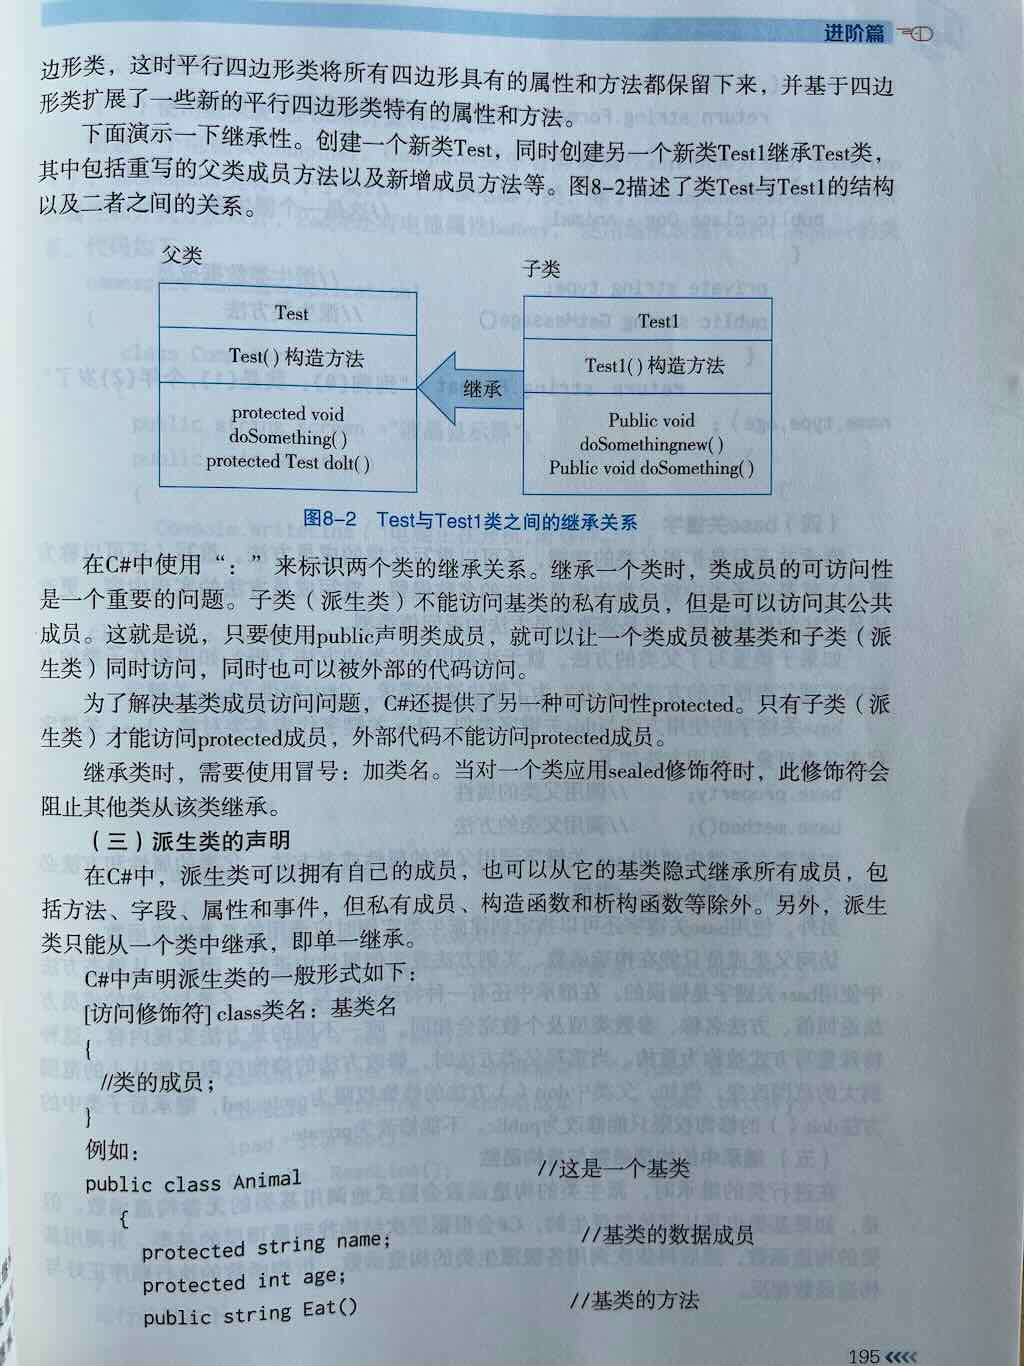 进阶篇
边形类，这时平行四边形类将所有四边形具有的属性和方法都保留下来，并基于四边
形类扩展了一些新的平行四边形类特有的属性和方法。
下面演示一下继承性。创建一个新类Test，同时创建另一个新类Test1继承Test类，
其中包括重写的父类成员方法以及新增成员方法等。图8-2描述了类Test与Test1的结构
以及二者之间的关系。
父类
Test
Test( ) 构造方法
protected void
doSomething( )
protected Test dolt( )
继承
子类
Test1
Test1( ) 构造方法
Public void
doSomethingnew( )
Public void doSomething( )
图8-2 Test与Test1类之间的继承关系
在C#中使用“：”来标识两个类的继承关系。继承一个类时，类成员的可访问性
是一个重要的问题。子类（派生类）不能访问基类的私有成员，但是可以访问其公共
成员。这就是说，只要使用public声明类成员，就可以让一个类成员被基类和子类（派
生类）同时访问，同时也可以被外部的代码访问。
为了解决基类成员访问问题，C#还提供了另一种可访问性protected。只有子类（派
生类）才能访问protected成员，外部代码不能访问protected成员。
继承类时，需要使用冒号：加类名。当对一个类应用sealed修饰符时，此修饰符会
阻止其他类从该类继承。
（三）派生类的声明
在C#中，派生类可以拥有自己的成员，也可以从它的基类隐式继承所有成员，包
括方法、字段、属性和事件，但私有成员、构造函数和析构函数等除外。另外，派生
类只能从一个类中继承，即单一继承。
C#中声明派生类的一般形式如下：
[访问修饰符] class类名：基类名
{
//类的成员；
}
例如：
public class Animal //这是一个基类
{
protected string name; //基类的数据成员
protected int age;
public string Eat() //基类的方法
195